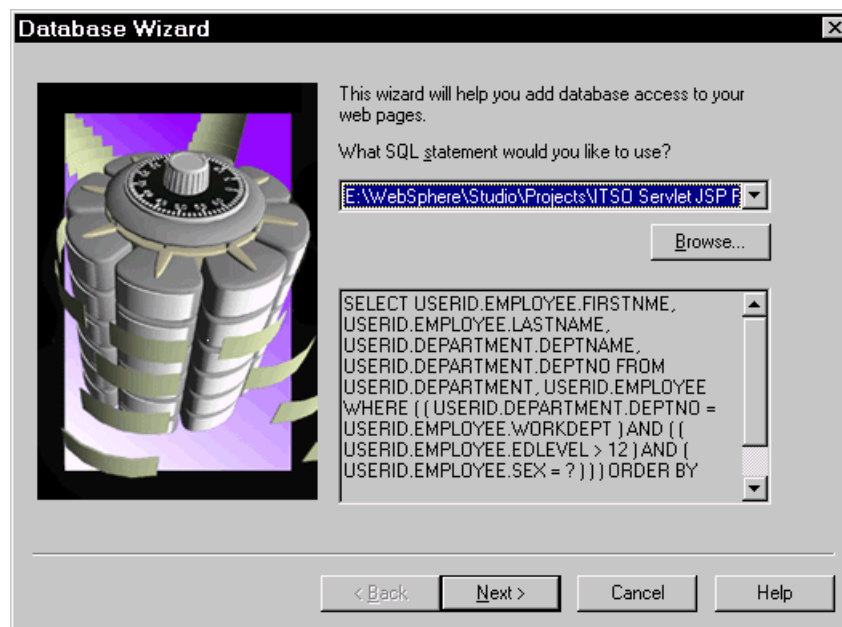 Database Wizard
This wizard will help you add database access to your
web pages.
What SQL statement would you like to use?
E:\WebSphere\Studio\Projects\ITSO Servlet JSP
Browse...
SELECT USERID.EMPLOYEE.FIRSTNME,
USERID.EMPLOYEE.LASTNAME,
USERID.DEPARTMENT.DEPTNAME,
USERID.DEPARTMENT.DEPTNO FROM
USERID.DEPARTMENT, USERID.EMPLOYEE
WHERE ( ( USERID.DEPARTMENT.DEPTNO =
USERID.EMPLOYEE.WORKDEPT ) AND ( (
USERID.EMPLOYEE.EDLEVEL > 12 ) AND (
USERID.EMPLOYEE.SEX = ? ) ) ) ORDER BY
< Back
Next >
Cancel
Help